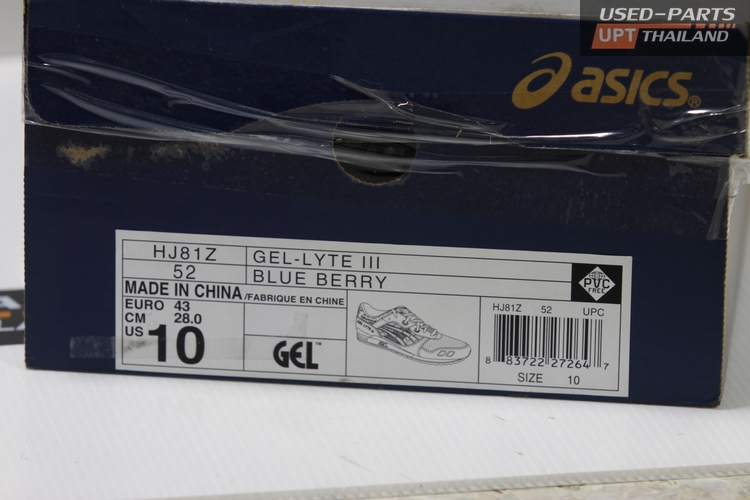 USED-PARTS
UPT THAILAND
asics®
HJ81Z GEL-LYTE III
52 BLUE BERRY
MADE IN CHINA /FABRIQUE EN CHINE
EURO 43
CM 28.0
US 10
GEL™
PVC
FREE
HJ81Z 52 UPC
8 83722 27264 7
SIZE 10